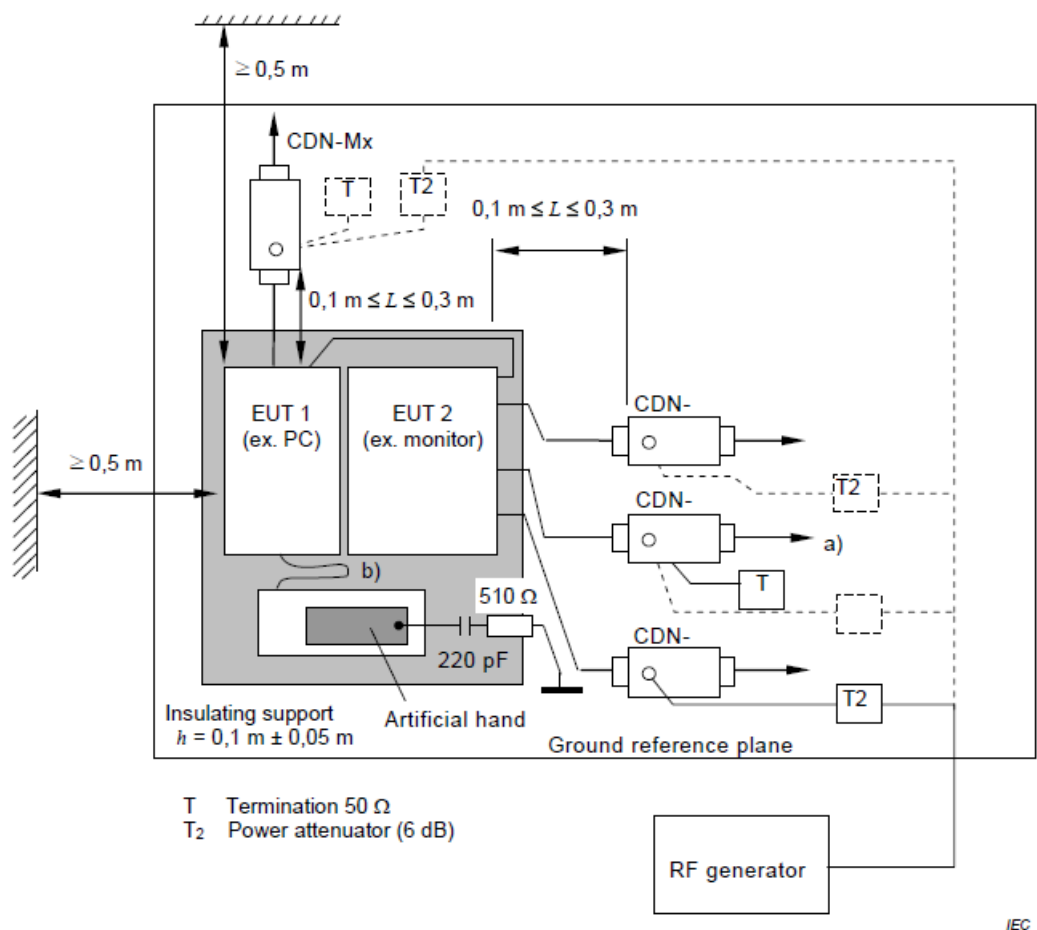 ≥ 0,5 m
CDN-Mx
T
T2
0,1 m ≤ L ≤ 0,3 m
0,1 m ≤ L ≤ 0,3 m
EUT 1
(ex. PC)
EUT 2
(ex. monitor)
CDN-
≥ 0,5 m
T2
CDN-
a)
b)
T
510 Ω
220 pF
CDN-
T2
Insulating support
h = 0,1 m ± 0,05 m
Artificial hand
Ground reference plane
T Termination 50 Ω
T2 Power attenuator (6 dB)
RF generator
IEC